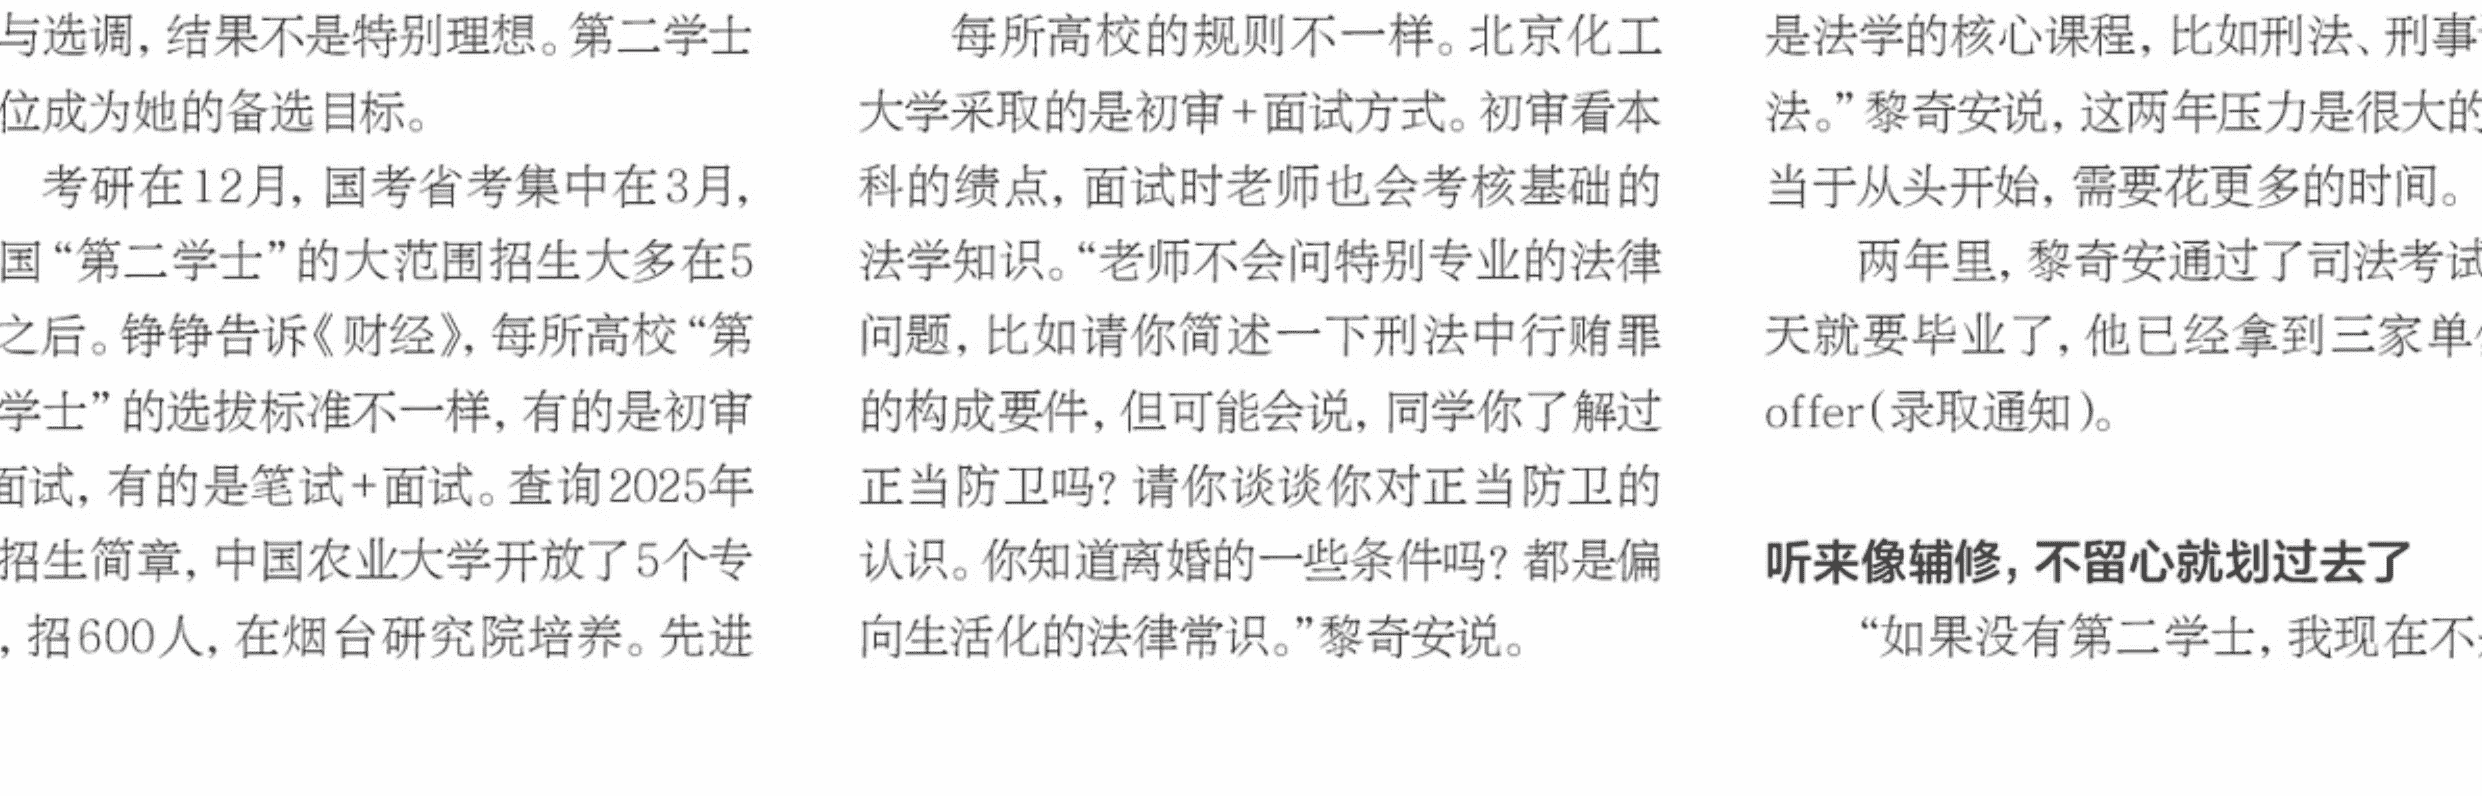 与选调，结果不是特别理想。第二学士
位成为她的备选目标。
考研在12月，国考省考集中在3月，
国“第二学士”的大范围招生大多在5
之后。铮铮告诉《财经》，每所高校“第
学士”的选拔标准不一样，有的是初审
面试，有的是笔试+面试。查询2025年
招生简章，中国农业大学开放了5个专
，招600人，在烟台研究院培养。先进
每所高校的规则不一样。北京化工
大学采取的是初审+面试方式。初审看本
科的绩点，面试时老师也会考核基础的
法学知识。“老师不会问特别专业的法律
问题，比如请你简述一下刑法中行贿罪
的构成要件，但可能会说，同学你了解过
正当防卫吗？请你谈谈你对正当防卫的
认识。你知道离婚的一些条件吗？都是偏
向生活化的法律常识。”黎奇安说。
是法学的核心课程，比如刑法、刑事
法。”黎奇安说，这两年压力是很大的
当于从头开始，需要花更多的时间。
两年里，黎奇安通过了司法考试
天就要毕业了，他已经拿到三家单
offer（录取通知）。
听来像辅修，不留心就划过去了
“如果没有第二学士，我现在不